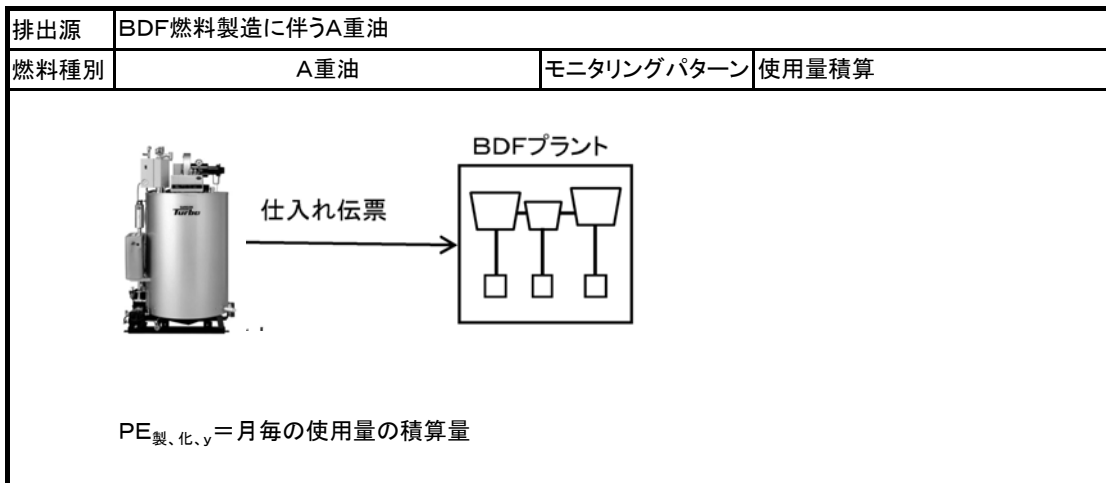 排出源 BDF燃料製造に伴うA重油
燃料種別 A重油 モニタリングパターン 使用量積算
BDFプラント
仕入れ伝票
Turbo
PE製、化、y＝月毎の使用量の積算量